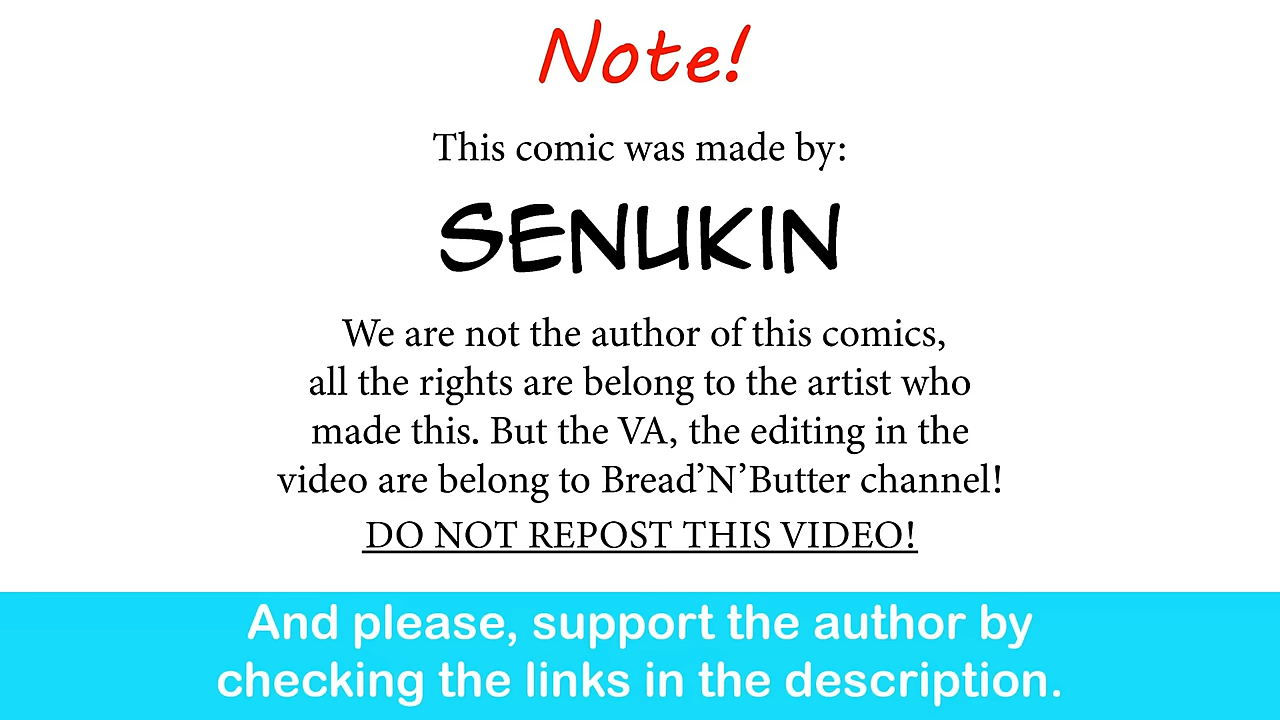 Note!
This comic was made by:
SENUKIN
We are not the author of this comics,
all the rights are belong to the artist who
made this. But the VA, the editing in the
video are belong to Bread’N’Butter channel!
DO NOT REPOST THIS VIDEO!
And please, support the author by
checking the links in the description.